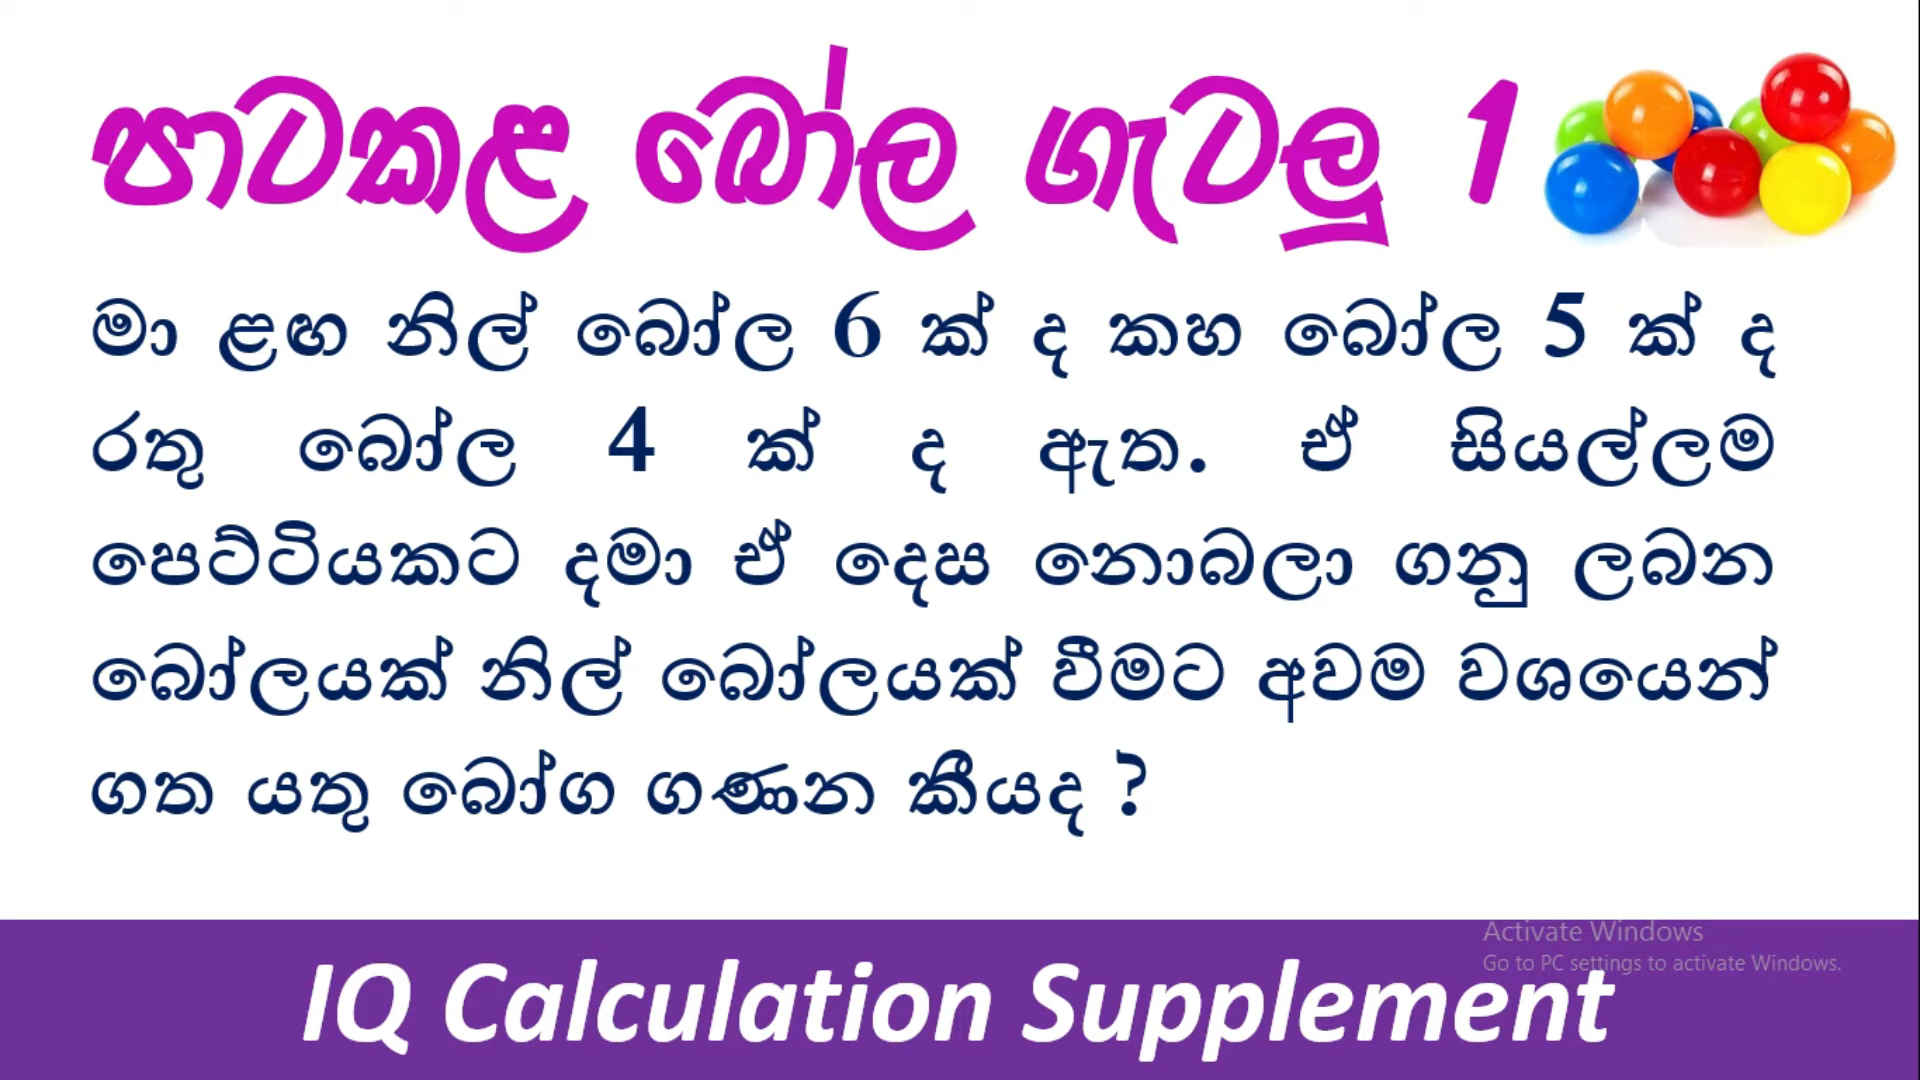 පාටකළ බෝල ගැටලු 1
මා ළඟ නිල් බෝල 6 ක් ද කහ බෝල 5 ක් ද
රතු බෝල 4 ක් ද ඇත. ඒ සියල්ලම
පෙට්ටියකට දමා ඒ දෙස නොබලා ගනු ලබන
බෝලයක් නිල් බෝලයක් වීමට අවම වශයෙන්
ගත යතු බෝග ගණන කීයද ?
Activate Windows
Go to PC settings to activate Windows.
IQ Calculation Supplement